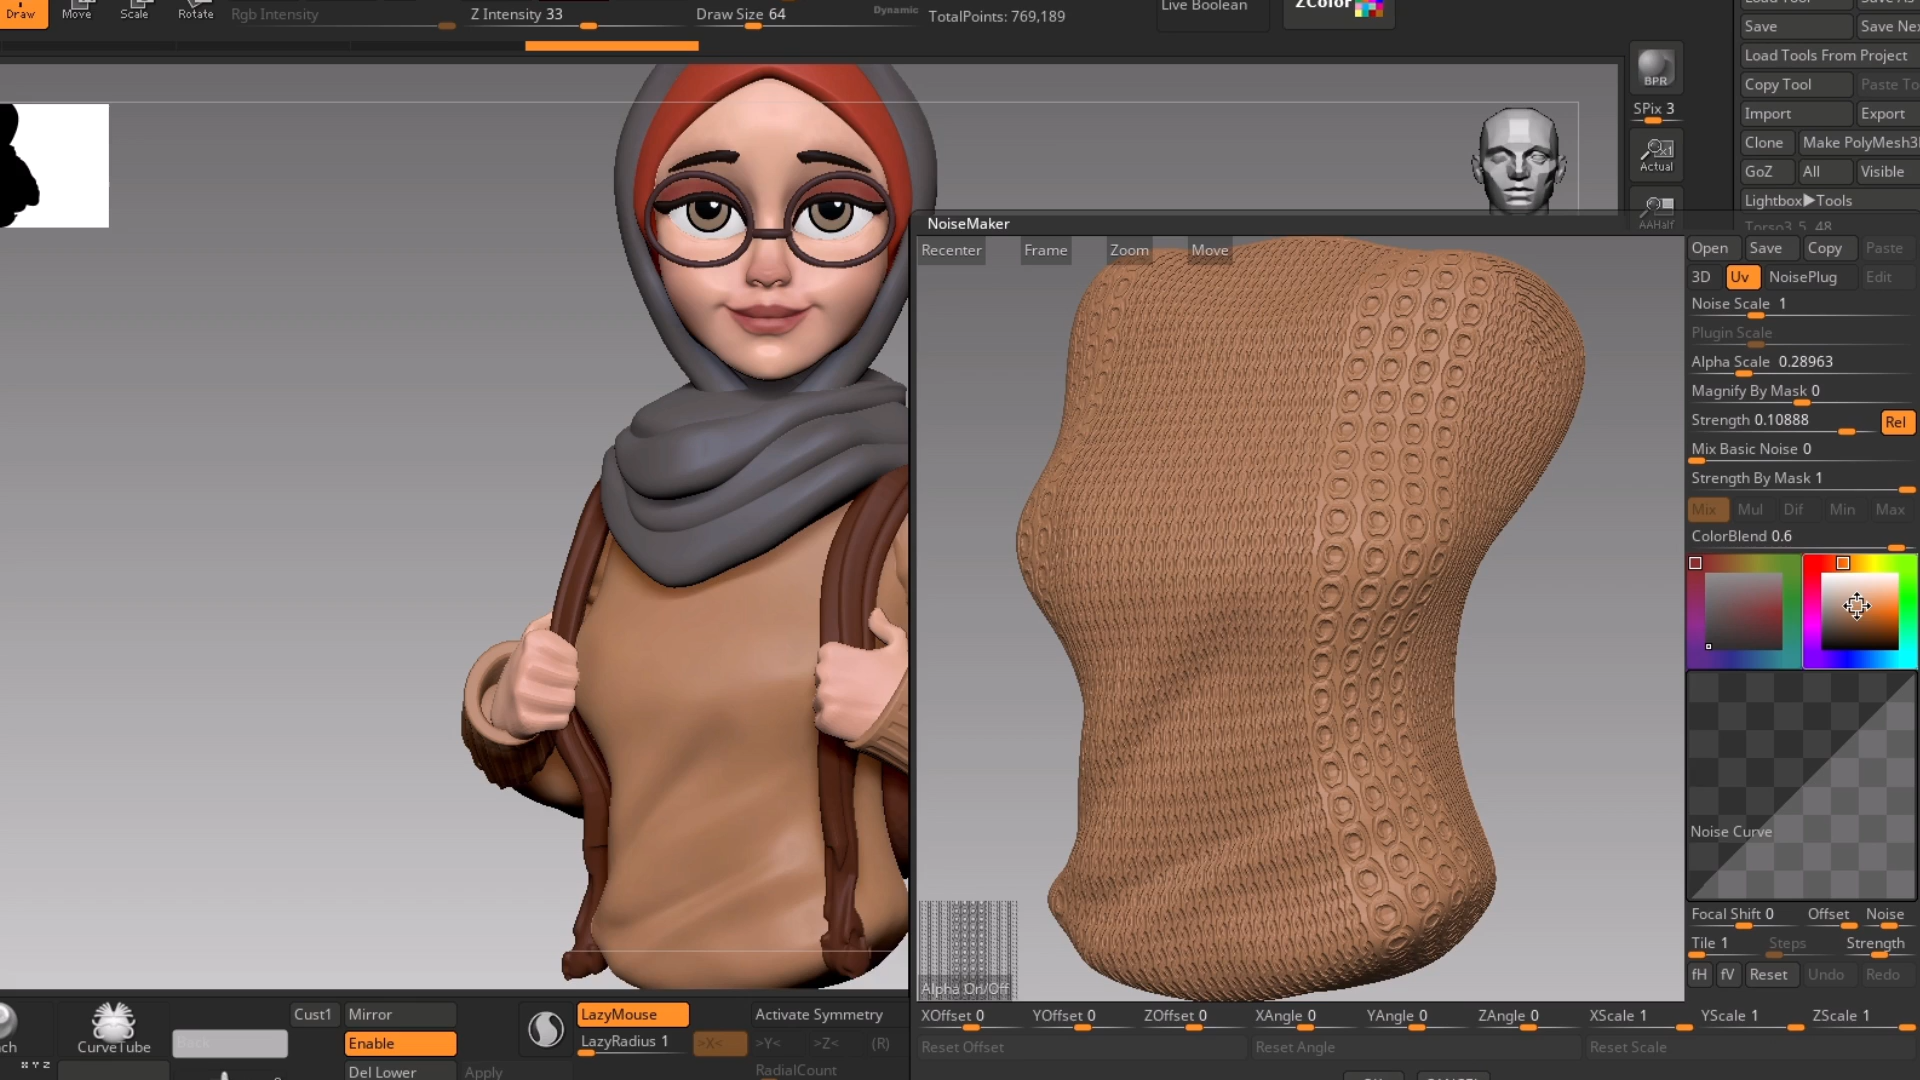 Draw
Move
Scale
Rotate
Rgb Intensity
Z Intensity 33
Draw Size 64
Dynamic
TotalPoints: 769,189
Live Boolean
ZColor
Save
Save Nex
Load Tools From Project
Copy Tool
Paste To
Import
Export
Clone
Make PolyMesh3
GoZ
All
Visible
Lightbox▶Tools
BPR
SPix 3
Actual
AAHalf
NoiseMaker
Recenter
Frame
Zoom
Move
Open
Save
Copy
Paste
3D
Uv
NoisePlug
Edit
Noise Scale 1
Plugin Scale
Alpha Scale 0.28963
Magnify By Mask 0
Strength 0.10888
Rel
Mix Basic Noise 0
Strength By Mask 1
Mix
Mul
Dif
Min
Max
ColorBlend 0.6
Noise Curve
Focal Shift 0
Offset
Noise
Tile 1
Steps
Strength
fH
fV
Reset
Undo
Redo
Alpha On/Off
XOffset 0
YOffset 0
ZOffset 0
XAngle 0
YAngle 0
ZAngle 0
XScale 1
YScale 1
ZScale 1
Reset Offset
Reset Angle
Reset Scale
CurveTube
Back
Cust1
Mirror
Enable
Del Lower
Apply
LazyMouse
LazyRadius 1
Activate Symmetry
>X<
>Y<
>Z<
(R)
RadialCount
X Y Z